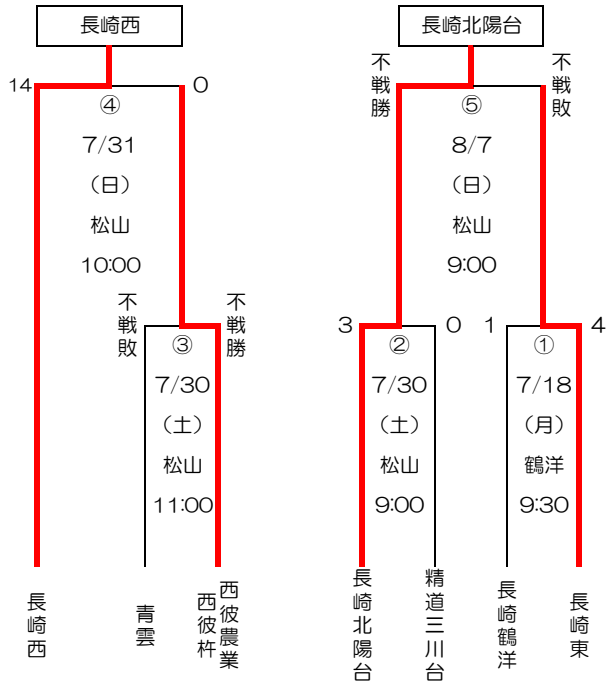 長崎西
長崎北陽台
14
0
④
7/31
（日）
松山
10:00
不戦勝
不戦敗
⑤
8/7
（日）
松山
9:00
不戦敗
不戦勝
③
7/30
（土）
松山
11:00
3
0
②
7/30
（土）
松山
9:00
1
4
①
7/18
（月）
鶴洋
9:30
長崎西
青雲
西彼農業
西彼杵
長崎北陽台
精道三川台
長崎鶴洋
長崎東